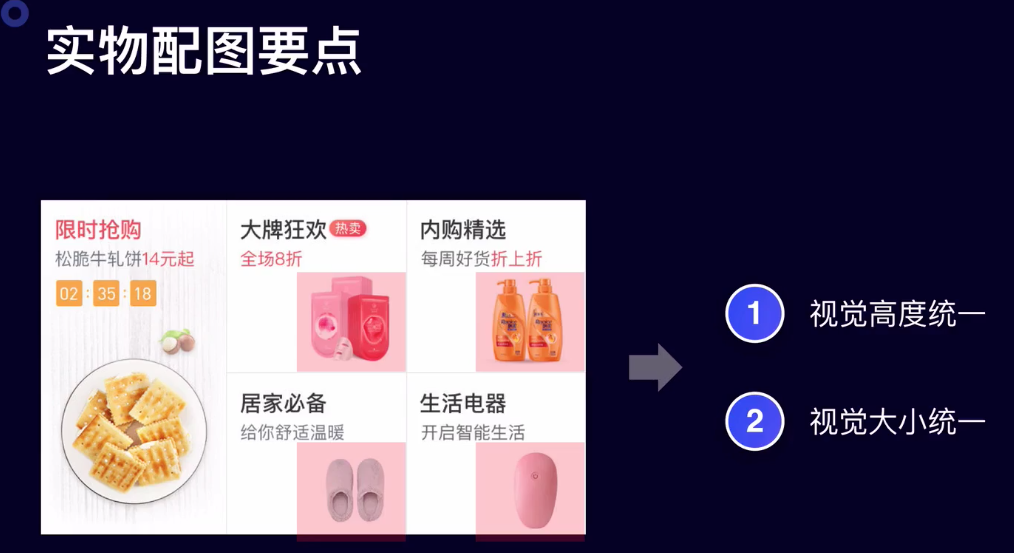 实物配图要点
限时抢购
松脆牛轧饼14元起
02:35:18
大牌狂欢 热卖
全场8折
内购精选
每周好货折上折
居家必备
给你舒适温暖
生活电器
开启智能生活
1 视觉高度统一
2 视觉大小统一